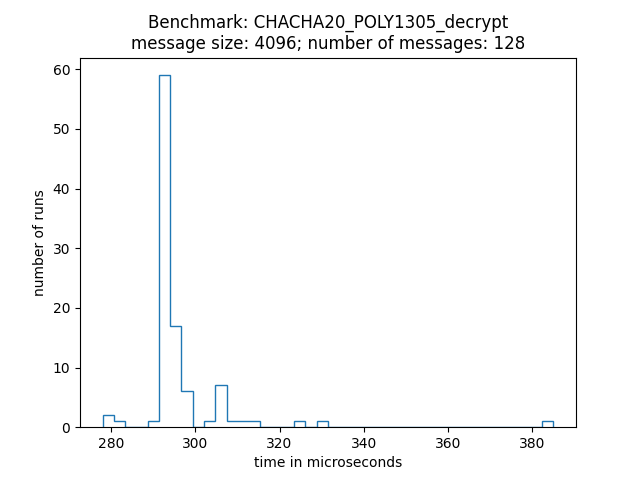 Benchmark: CHACHA20_POLY1305_decrypt
message size: 4096; number of messages: 128
60
50
40
30
20
10
0
number of runs
280 300 320 340 360 380
time in microseconds